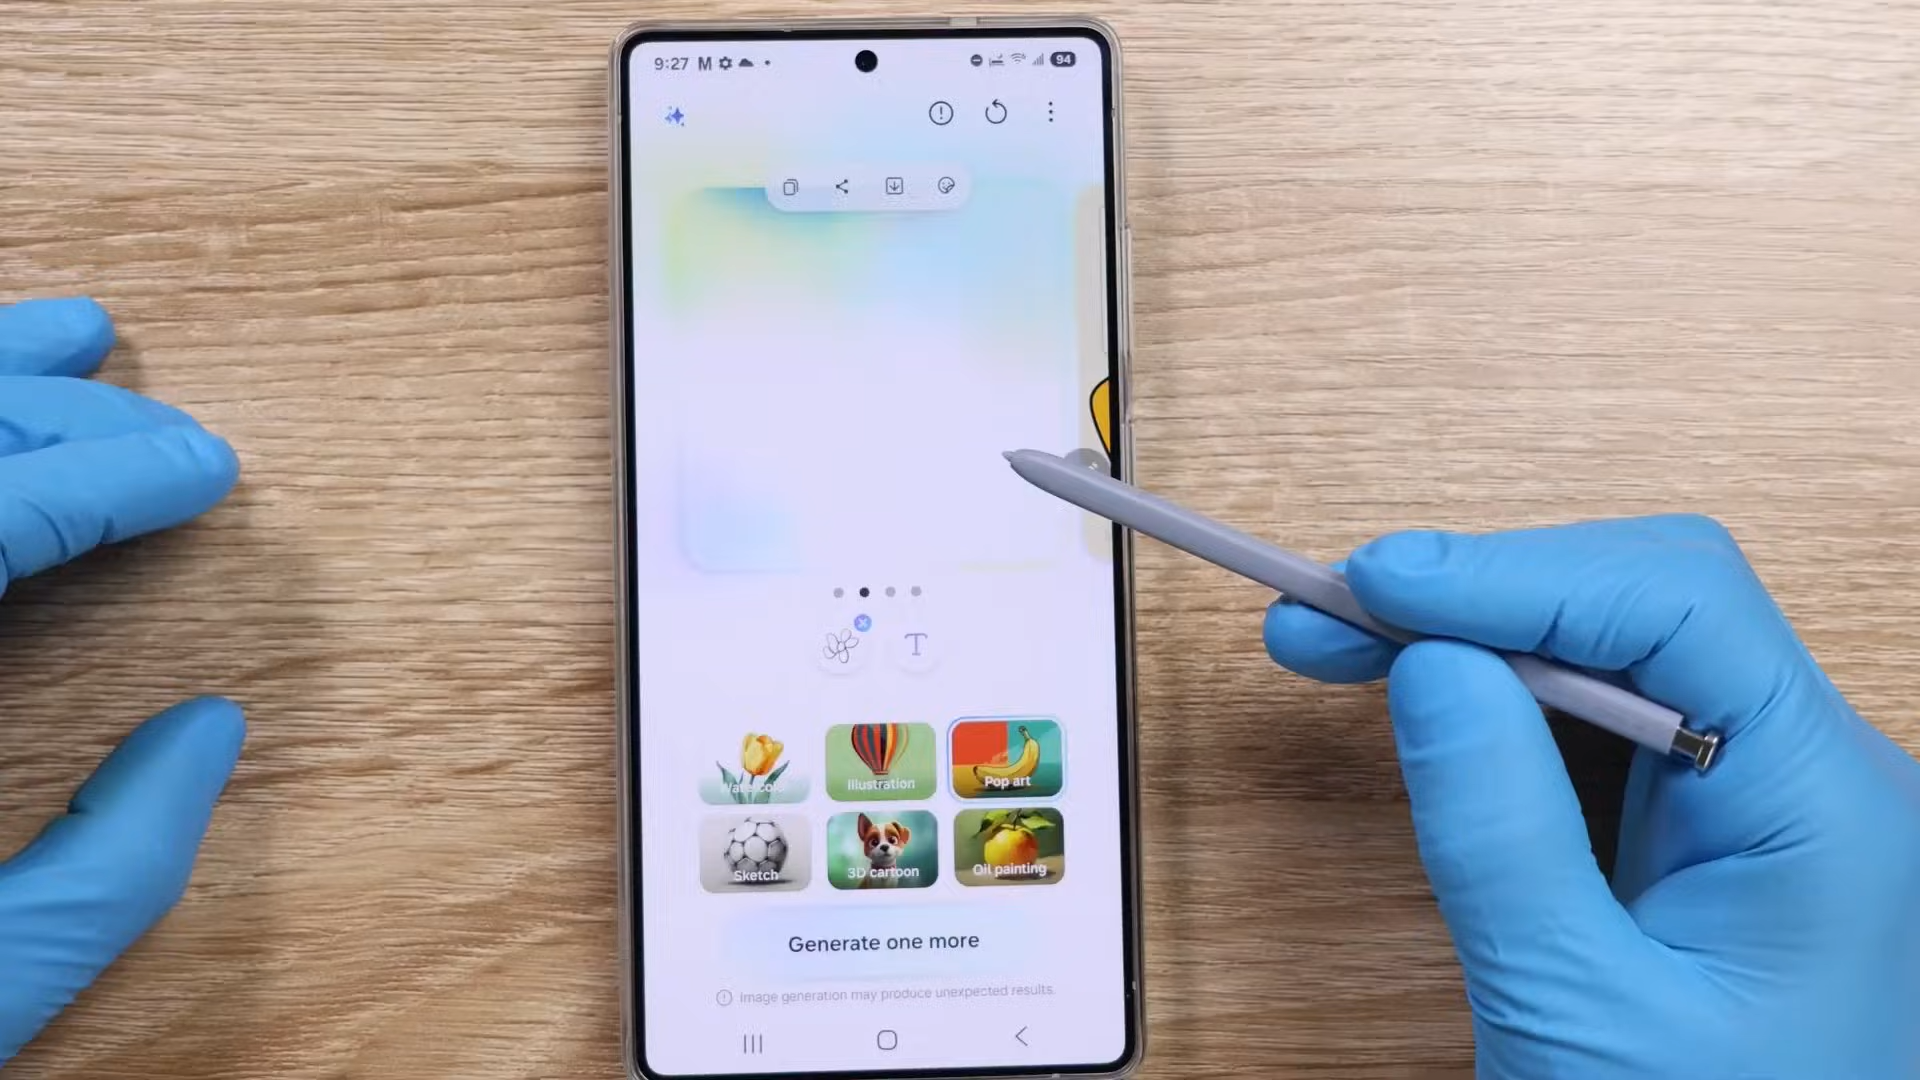 9:27 M 94
T
Watercolor Illustration Pop art
Sketch 3D cartoon Oil painting
Generate one more
Image generation may produce unexpected results.